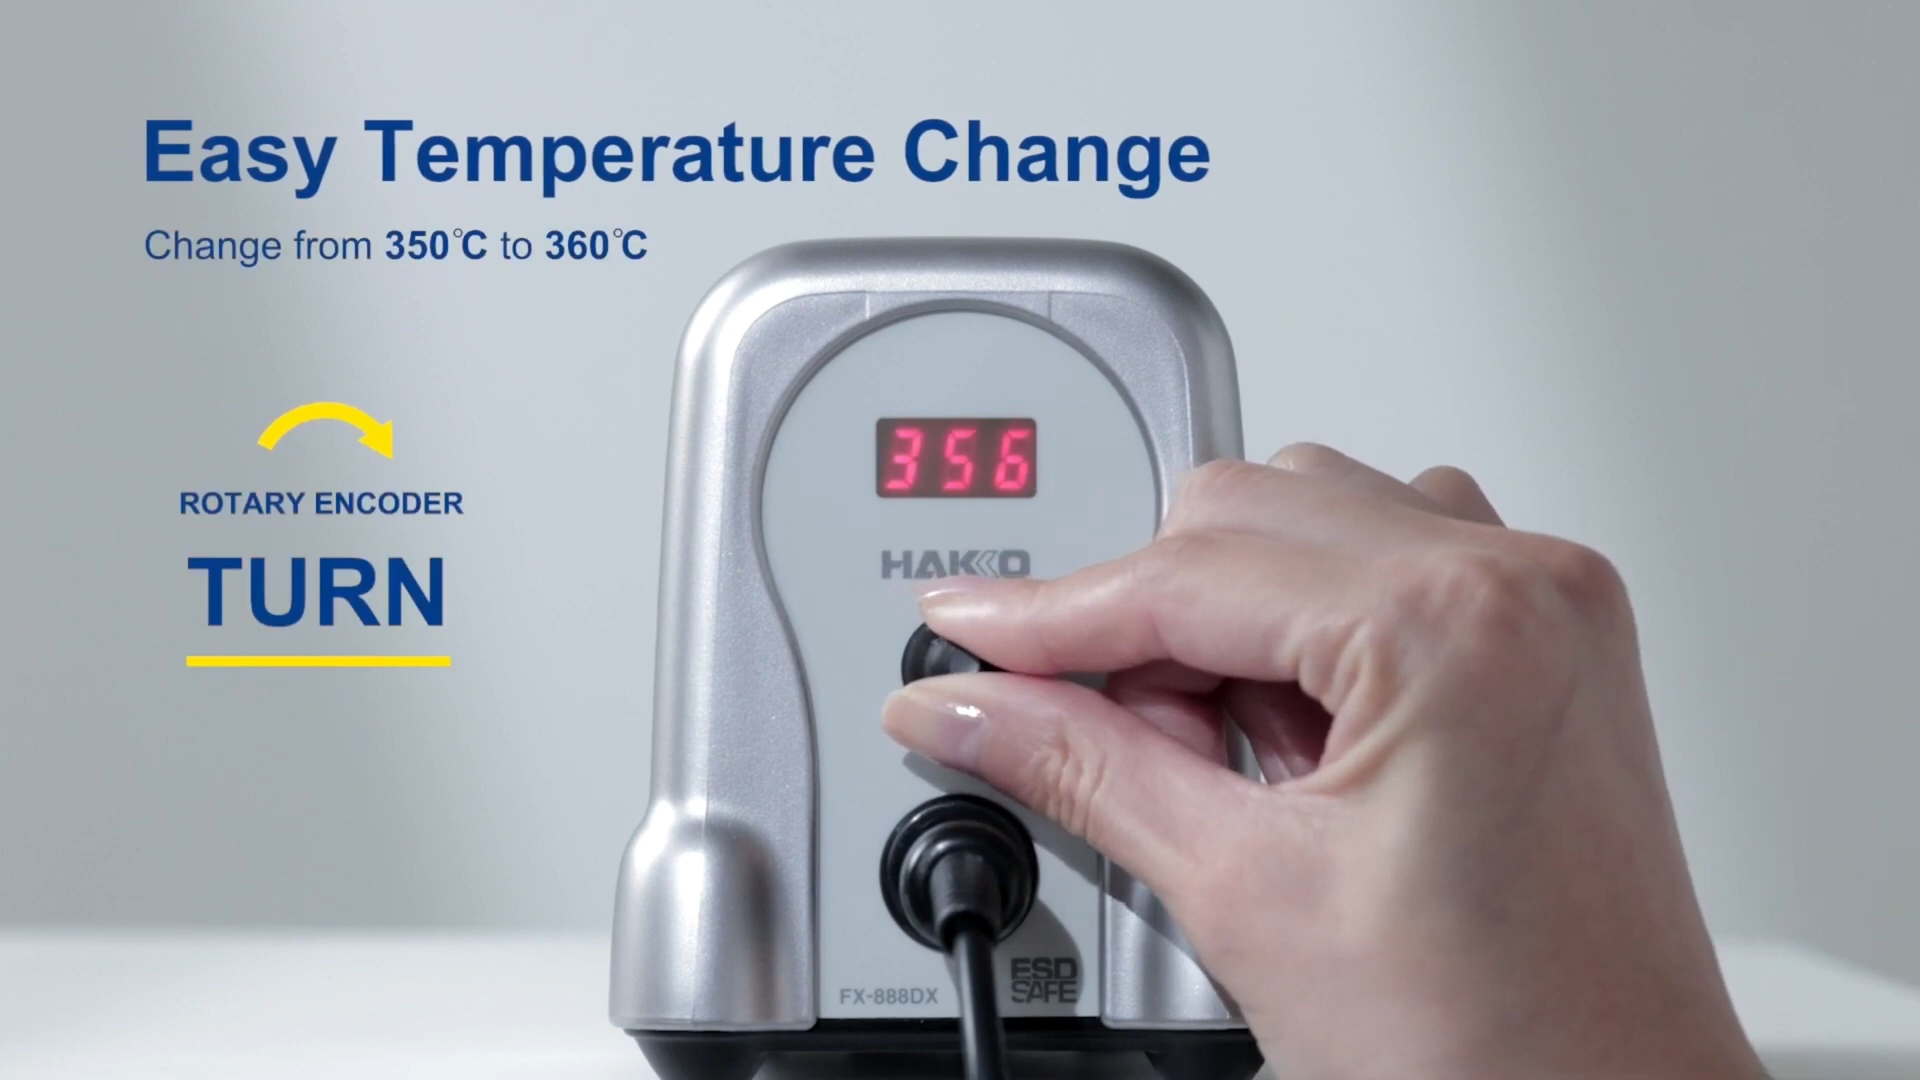 Easy Temperature Change
Change from 350℃ to 360℃
ROTARY ENCODER
TURN
356
HAKKO
FX-888DX
ESD
SAFE